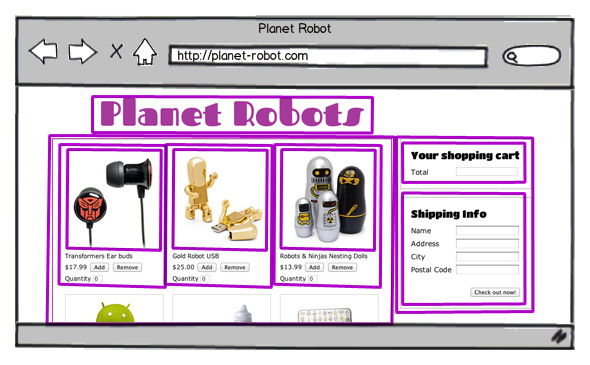 Planet Robot
http://planet-robot.com
Planet Robots
Transformers Ear buds
$17.99 Add Remove
Quantity 0
Gold Robot USB
$25.00 Add Remove
Quantity 0
Robots & Ninjas Nesting Dolls
$13.99 Add Remove
Quantity 0
Your shopping cart
Total
Shipping Info
Name
Address
City
Postal Code
Check out now!